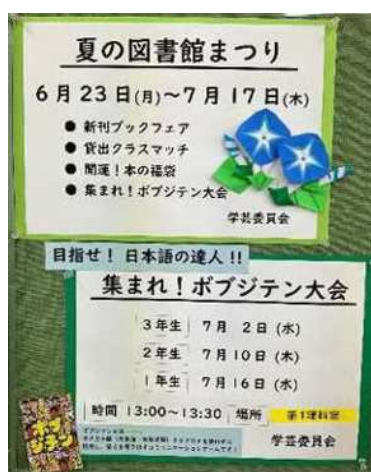 夏の図書館まつり
6月23日(月)~7月17日(木)
● 新刊ブックフェア
● 貸出クラスマッチ
● 開運!本の福袋
● 集まれ!ボブジテン大会
学芸委員会
目指せ! 日本語の達人!!
集まれ!ボブジテン大会
3年生 7月 2日(水)
2年生 7月10日(木)
1年生 7月16日(水)
時間 13:00~13:30 場所 第1理科室
学芸委員会
ボブジテン